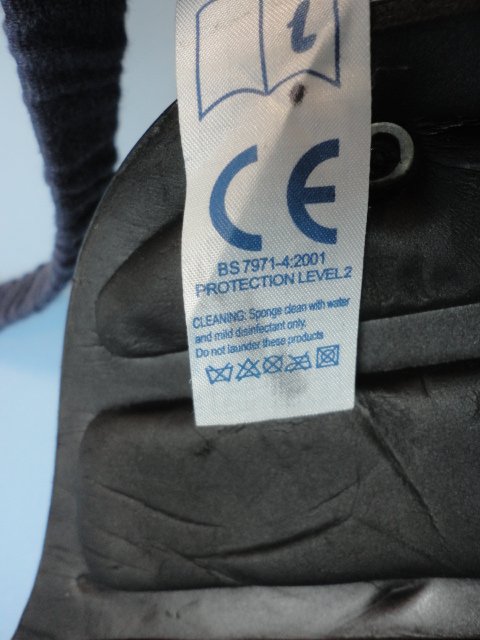 i
CE
BS 7971-4:2001
PROTECTION LEVEL 2
CLEANING: Sponge clean with water
and mild disinfectant only.
Do not launder these products